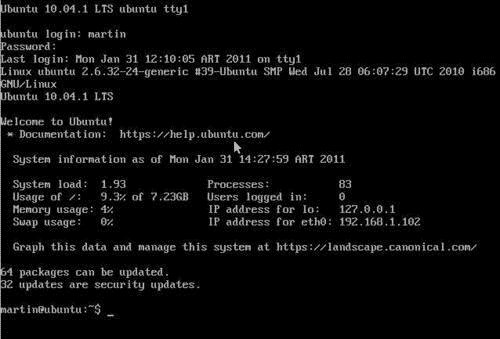 Ubuntu 10.04.1 LTS ubuntu tty1
ubuntu login: martin
Password:
Last login: Mon Jan 31 12:10:05 ART 2011 on tty1
Linux ubuntu 2.6.32-24-generic #39-Ubuntu SMP Wed Jul 28 06:07:29 UTC 2010 i686
GNU/Linux
Ubuntu 10.04.1 LTS
Welcome to Ubuntu!
* Documentation:  https://help.ubuntu.com/
System information as of Mon Jan 31 14:27:59 ART 2011
System load:  1.93 Processes: 83
Usage of /:  9.3% of 7.23GB Users logged in: 0
Memory usage: 4% IP address for lo: 127.0.0.1
Swap usage:  0% IP address for eth0: 192.168.1.102
Graph this data and manage this system at https://landscape.canonical.com/
64 packages can be updated.
32 updates are security updates.
martin@ubuntu:~$ _